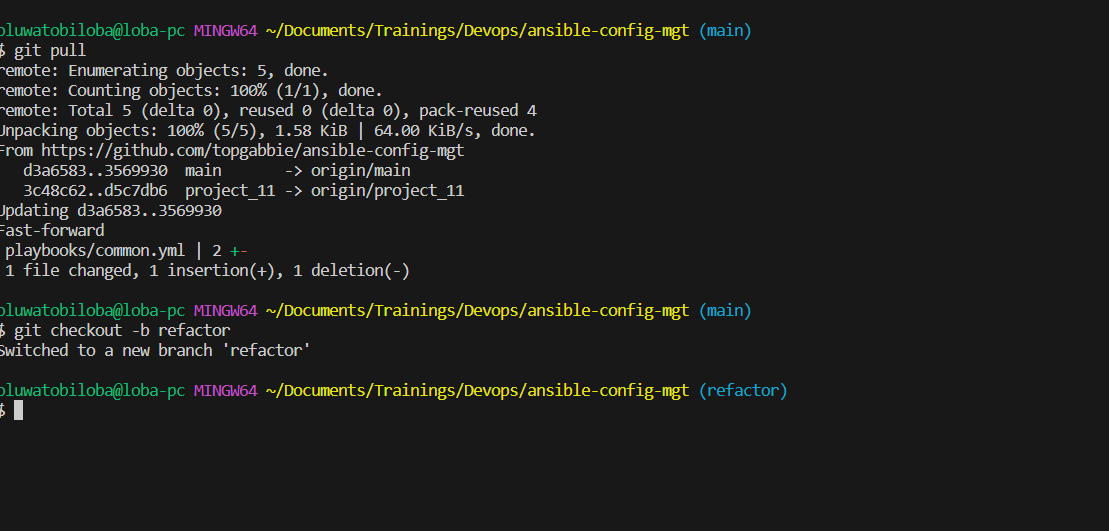 oluwatobiloba@loba-pc MINGW64 ~/Documents/Trainings/Devops/ansible-config-mgt (main)
$ git pull
remote: Enumerating objects: 5, done.
remote: Counting objects: 100% (1/1), done.
remote: Total 5 (delta 0), reused 0 (delta 0), pack-reused 4
Unpacking objects: 100% (5/5), 1.58 KiB | 64.00 KiB/s, done.
From https://github.com/topgabbie/ansible-config-mgt
   d3a6583..3569930  main       -> origin/main
   3c48c62..d5c7db6  project_11 -> origin/project_11
Updating d3a6583..3569930
Fast-forward
 playbooks/common.yml | 2 +-
 1 file changed, 1 insertion(+), 1 deletion(-)
oluwatobiloba@loba-pc MINGW64 ~/Documents/Trainings/Devops/ansible-config-mgt (main)
$ git checkout -b refactor
Switched to a new branch 'refactor'
oluwatobiloba@loba-pc MINGW64 ~/Documents/Trainings/Devops/ansible-config-mgt (refactor)
$